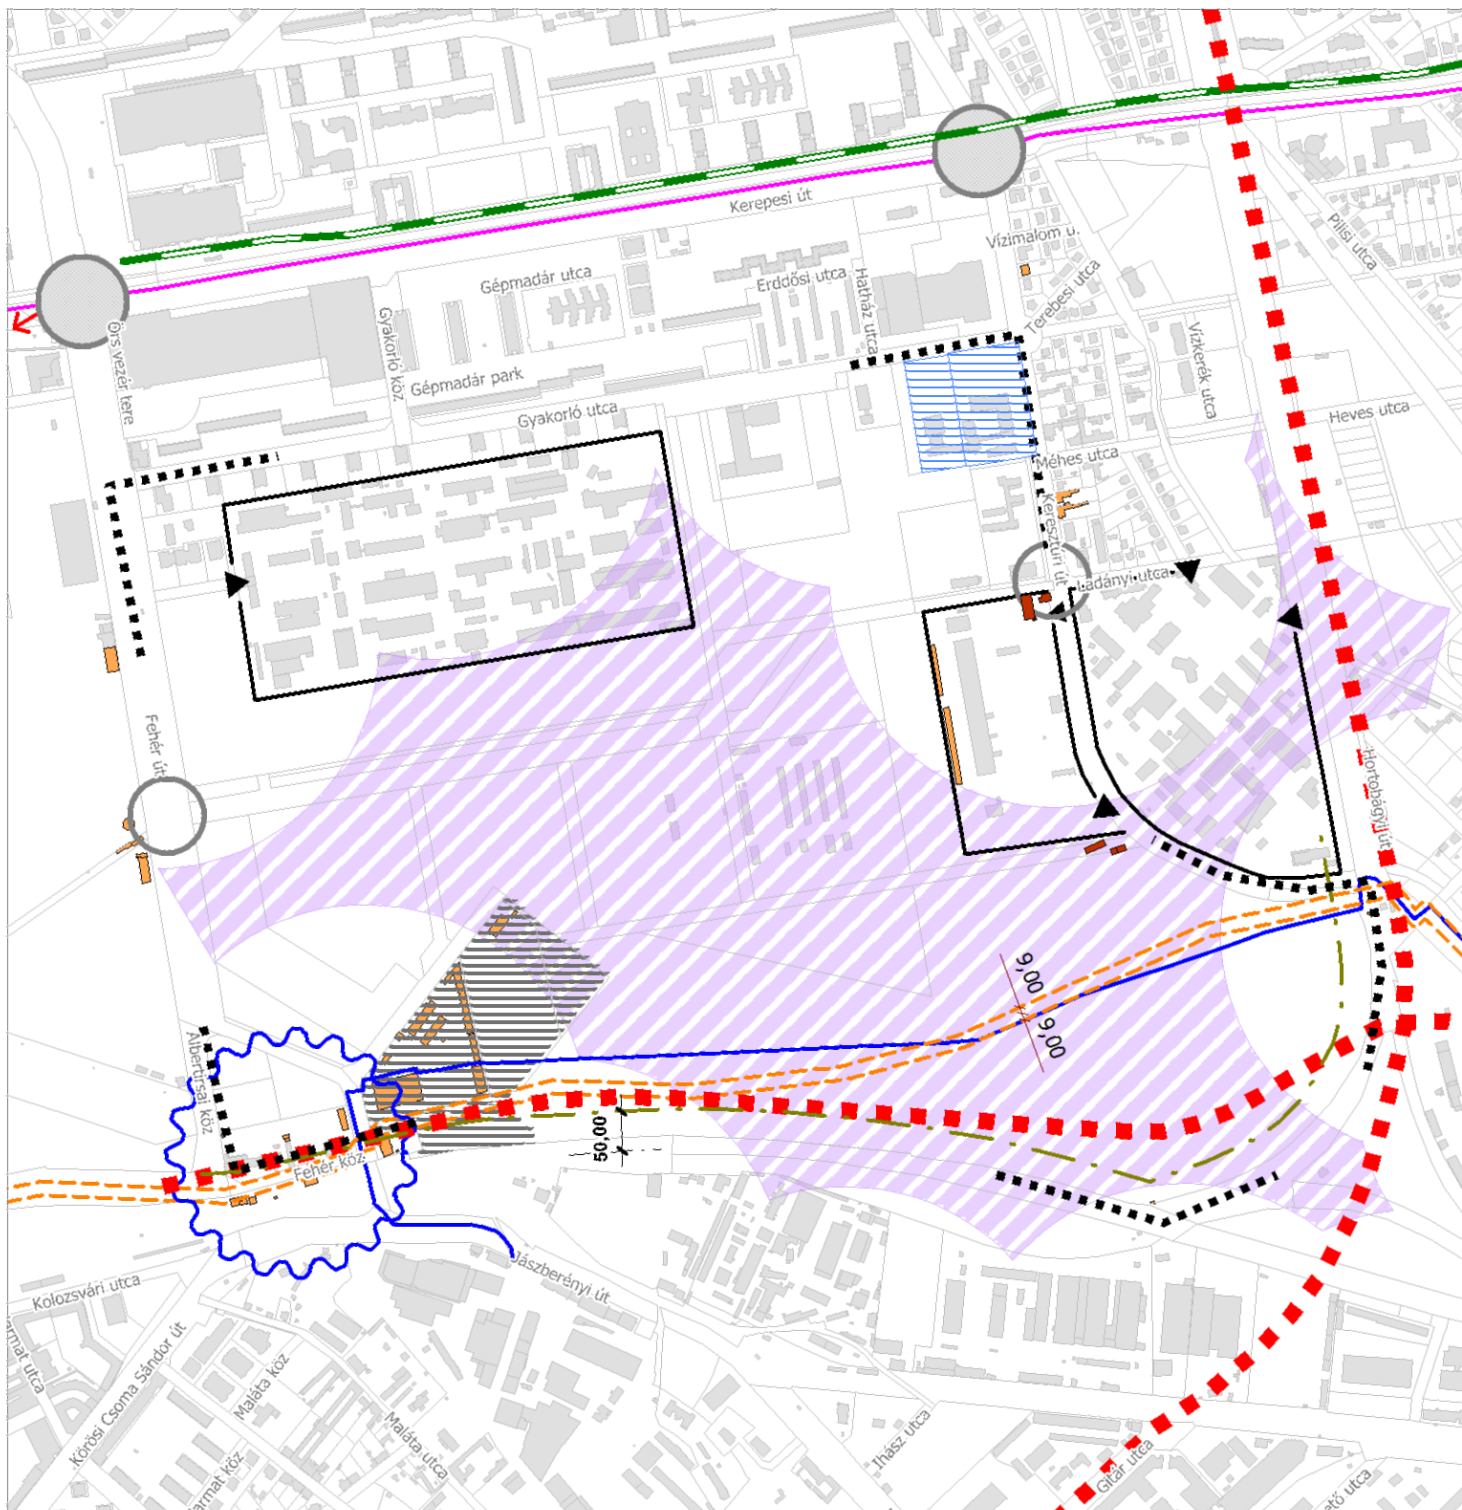 Kerepesi út
Pilisi utca
Vízimalom u.
Gépmadár utca
Erddősi utca
Hatház utca
Terebesi utca
Örs vezér tere
Gyakorló köz
Vízkerék utca
Gépmadár park
Gyakorló utca
Heves utca
Méhes utca
Keresztúri út
Ladányi utca
Fehér út
Hortobágyi út
9,00
9,00
Albertirsai köz
50,00
Fehér köz
Jászberényi út
Kolozsvári utca
Kőrösi Csoma Sándor út
Maláta köz
Maláta utca
Ihász utca
Gitár utca